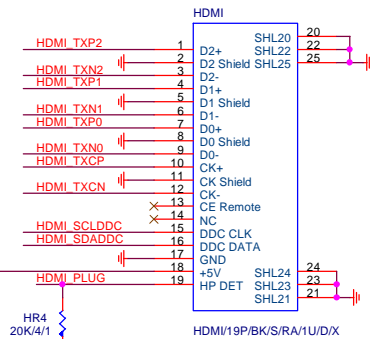 HDMI
HDMI_TXP2 1 D2+ SHL20 20
2 D2 Shield SHL22 22
HDMI_TXN2 3 D2- SHL25 25
HDMI_TXP1 4 D1+
5 D1 Shield
HDMI_TXN1 6 D1-
HDMI_TXP0 7 D0+
8 D0 Shield
HDMI_TXN0 9 D0-
HDMI_TXCP 10 CK+
11 CK Shield
HDMI_TXCN 12 CK-
13 CE Remote
14 NC
HDMI_SCLDDC 15 DDC CLK
HDMI_SDADDC 16 DDC DATA
17 GND
18 +5V SHL24 24
HDMI_PLUG 19 HP DET SHL23 23
SHL21 21
HR4
20K/4/1
HDMI/19P/BK/S/RA/1U/D/X